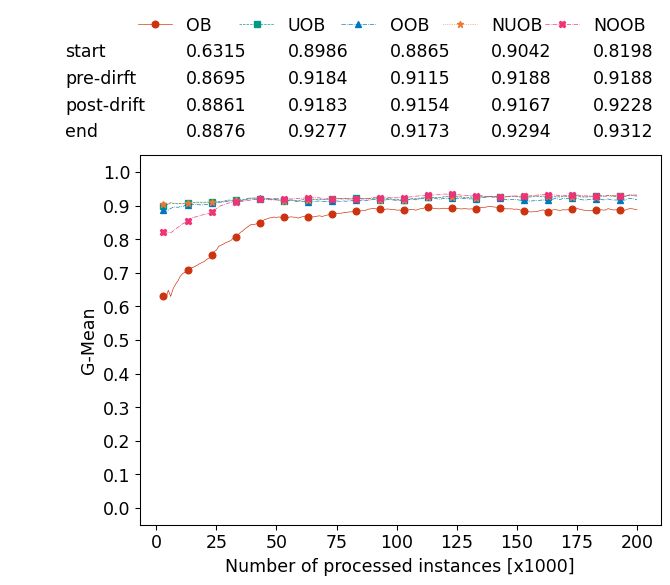 OB UOB OOB NUOB NOOB
start 0.6315 0.8986 0.8865 0.9042 0.8198
pre-dirft 0.8695 0.9184 0.9115 0.9188 0.9188
post-drift 0.8861 0.9183 0.9154 0.9167 0.9228
end 0.8876 0.9277 0.9173 0.9294 0.9312
1.0
0.9
0.8
0.7
0.6
0.5
0.4
0.3
0.2
0.1
0.0
G-Mean
0 25 50 75 100 125 150 175 200
Number of processed instances [x1000]